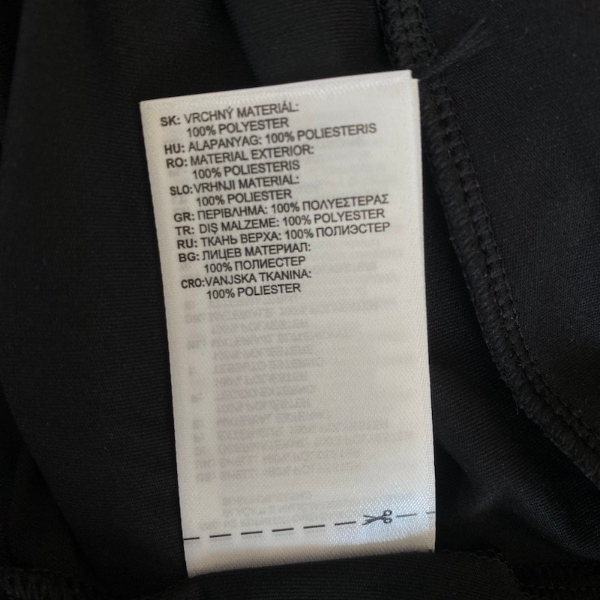 SK: VRCHNÝ MATERIÁL:
100% POLYESTER
HU: ALAPANYAG: 100% POLIESTERIS
RO: MATERIAL EXTERIOR:
100% POLIESTERIS
SLO: VRHNJI MATERIAL:
100% POLIESTER
GR: ΠΕΡΙΒΛΗΜΑ: 100% ΠΟΛΥΕΣΤΕΡΑΣ
TR: DIŞ MALZEME: 100% POLYESTER
RU: ТКАНЬ ВЕРХА: 100% ПОЛИЭСТЕР
BG: ЛИЦЕВ МАТЕРИАЛ:
100% ПОЛИЕСТЕР
CRO: VANJSKA TKANINA:
100% POLIESTER